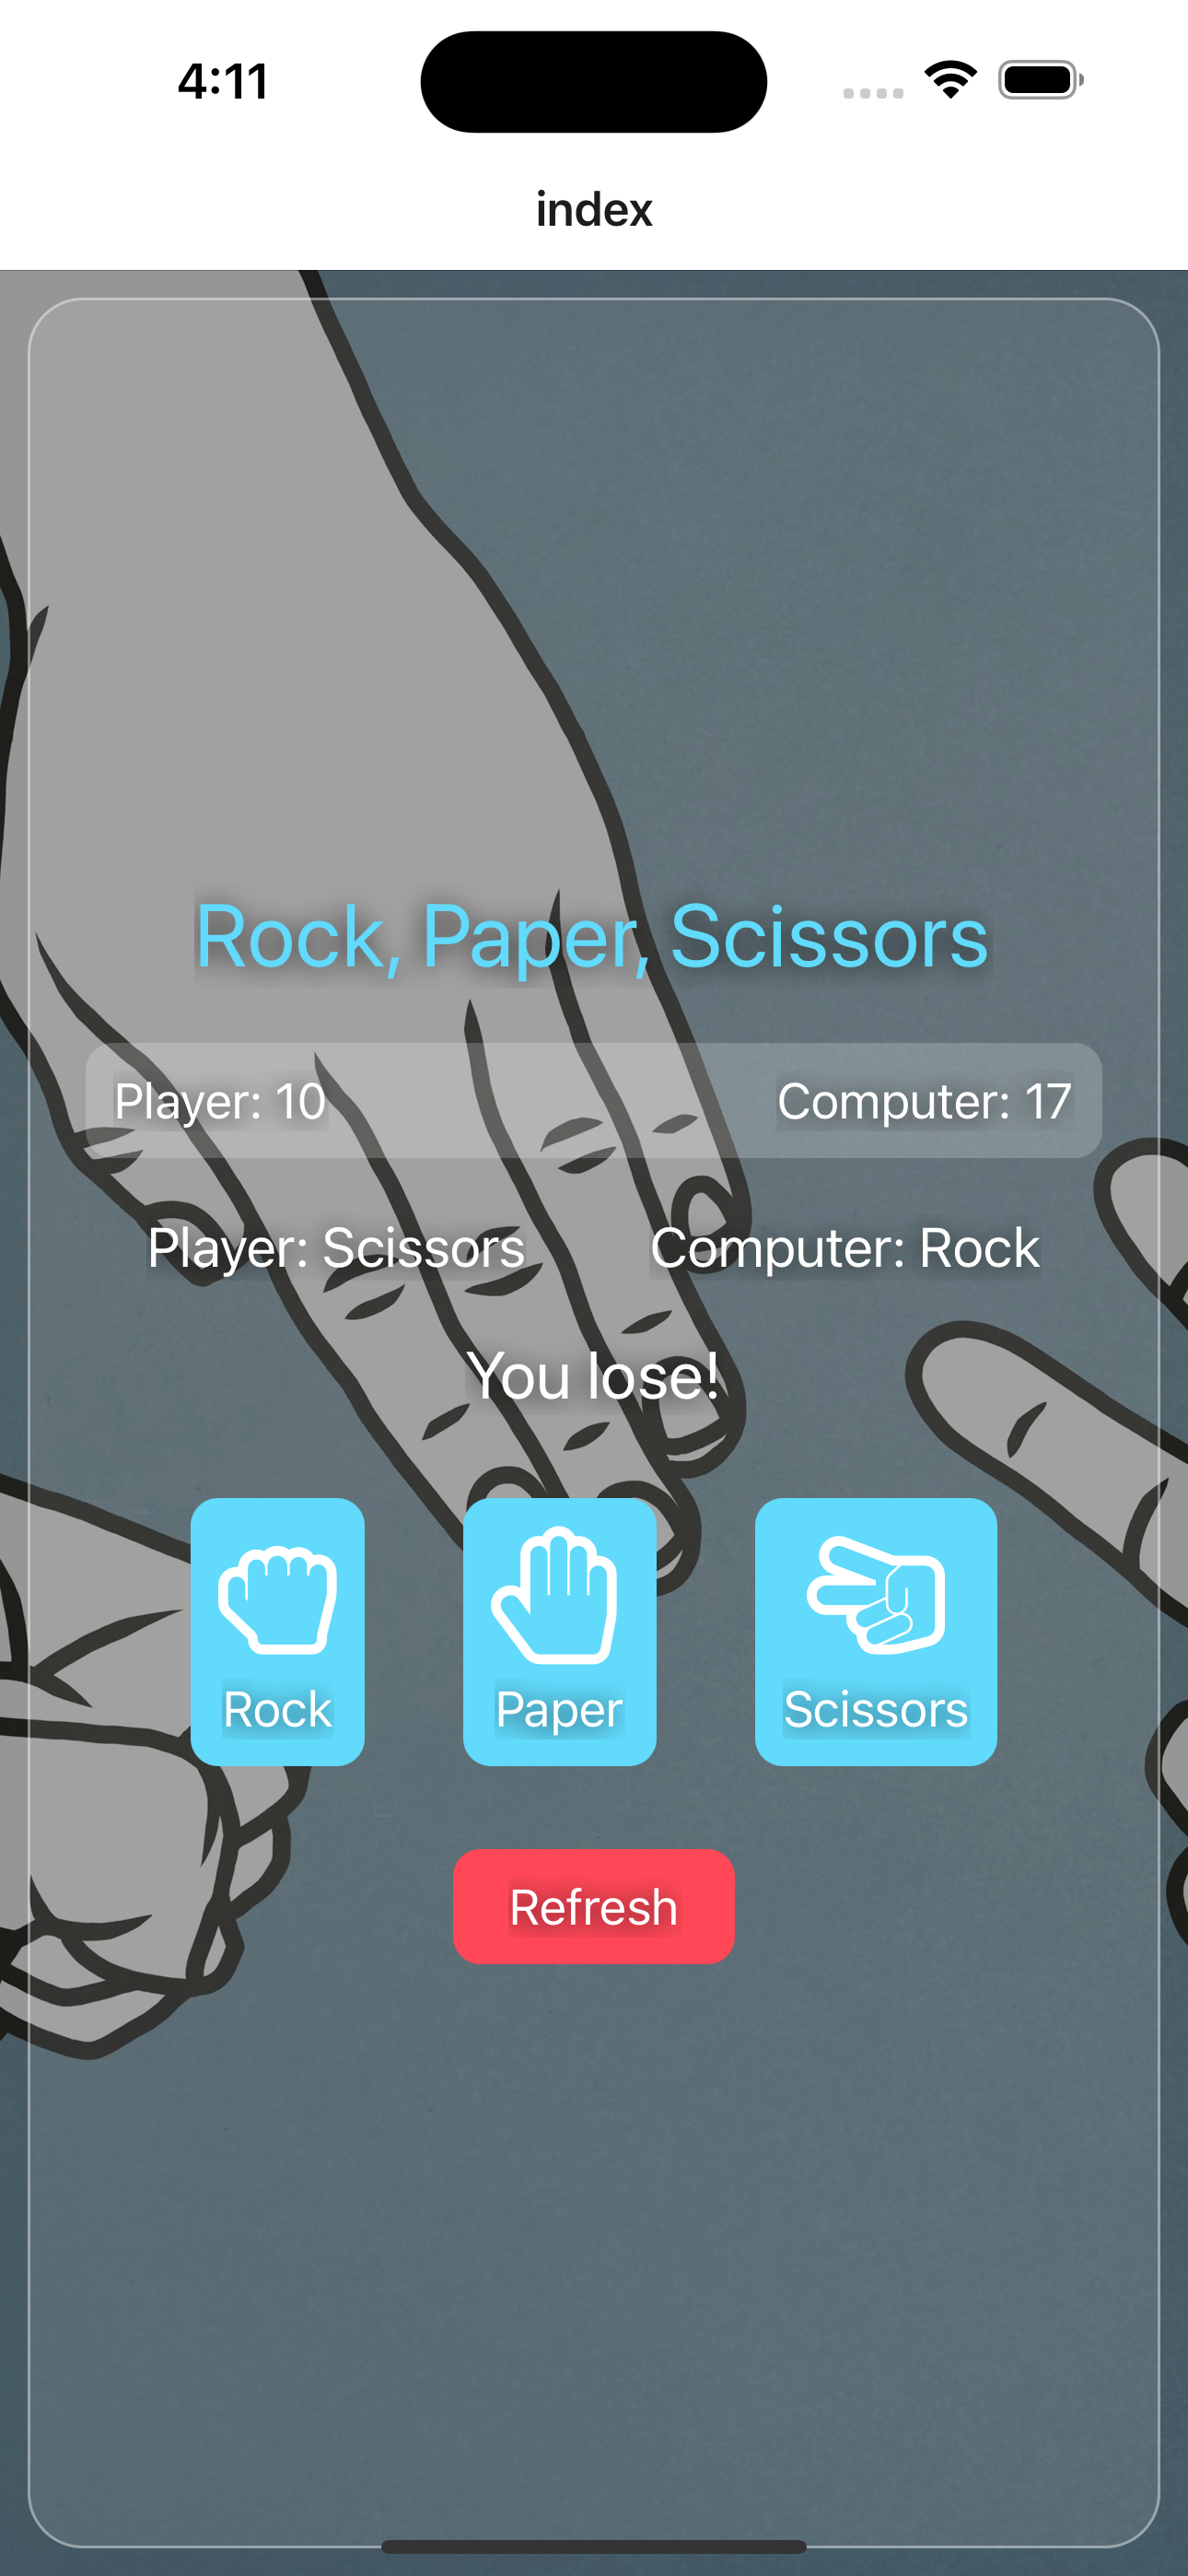 4:11
index
Rock, Paper, Scissors
Player: 10 Computer: 17
Player: Scissors Computer: Rock
You lose!
Rock Paper Scissors
Refresh